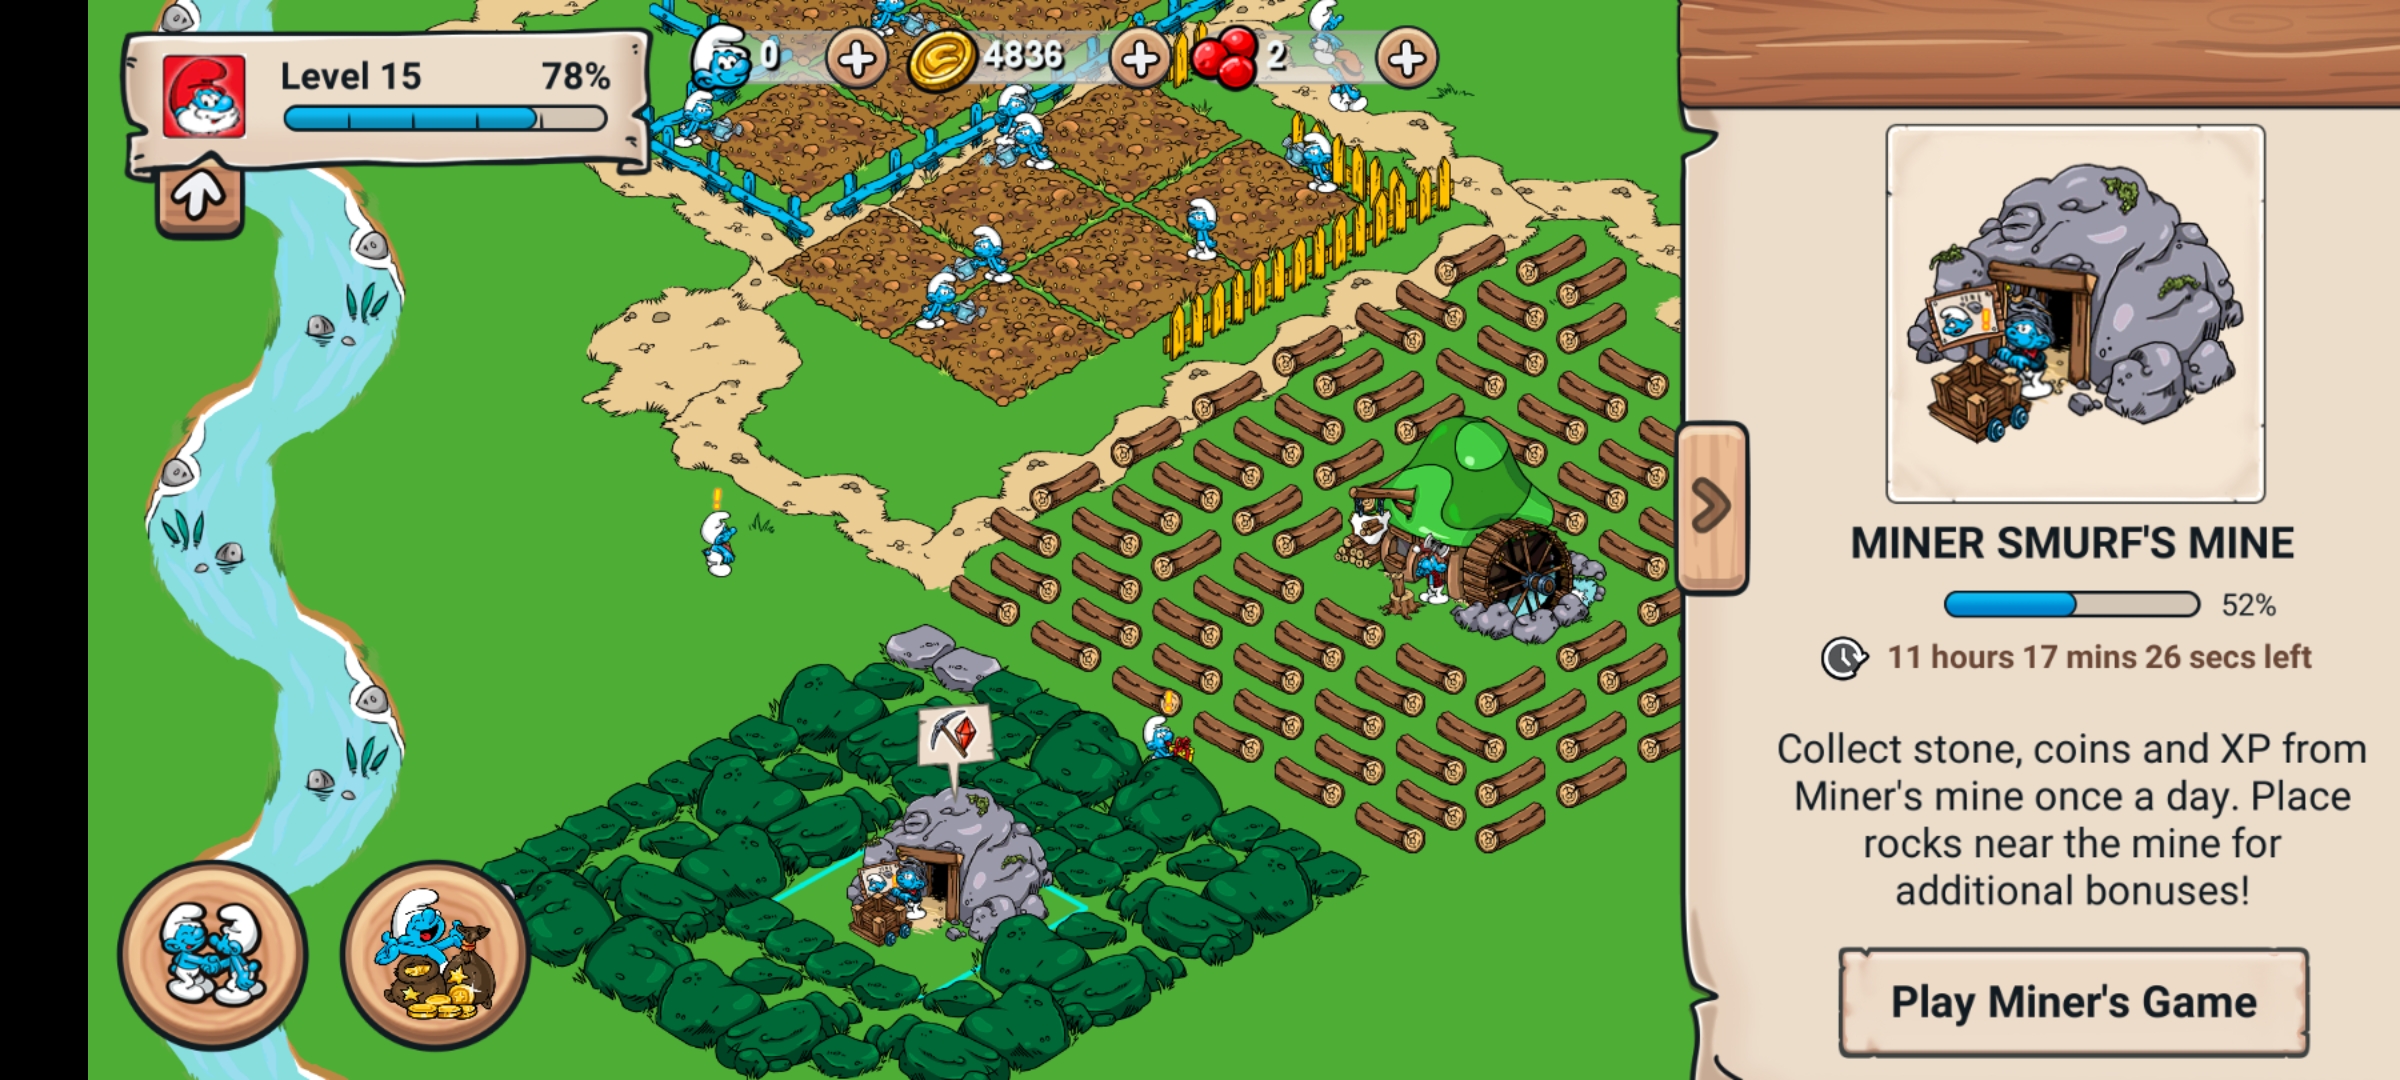 Level 15 78%
0
4836
2
MINER SMURF'S MINE
52%
11 hours 17 mins 26 secs left
Collect stone, coins and XP from
Miner's mine once a day. Place
rocks near the mine for
additional bonuses!
Play Miner's Game